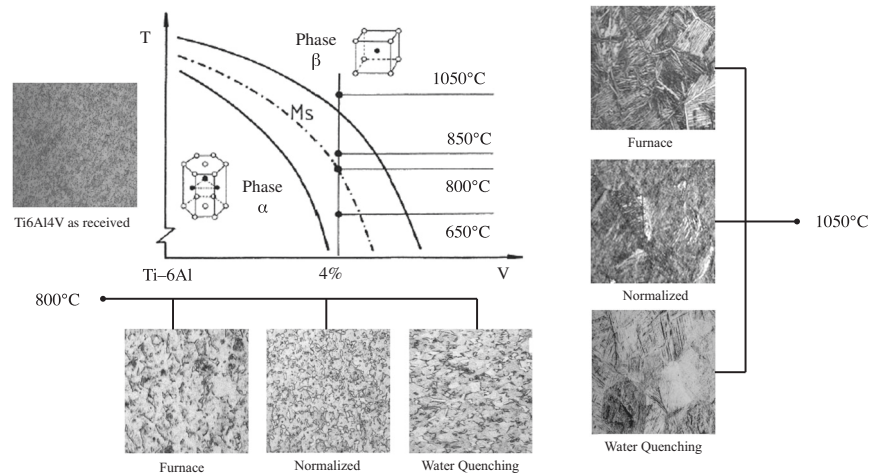 T
Phase
β
1050°C
Ms
850°C
800°C
Phase
α
650°C
Ti–6Al
4%
V
Ti6Al4V as received
800°C
Furnace
Normalized
Water Quenching
Furnace
Normalized
1050°C
Water Quenching